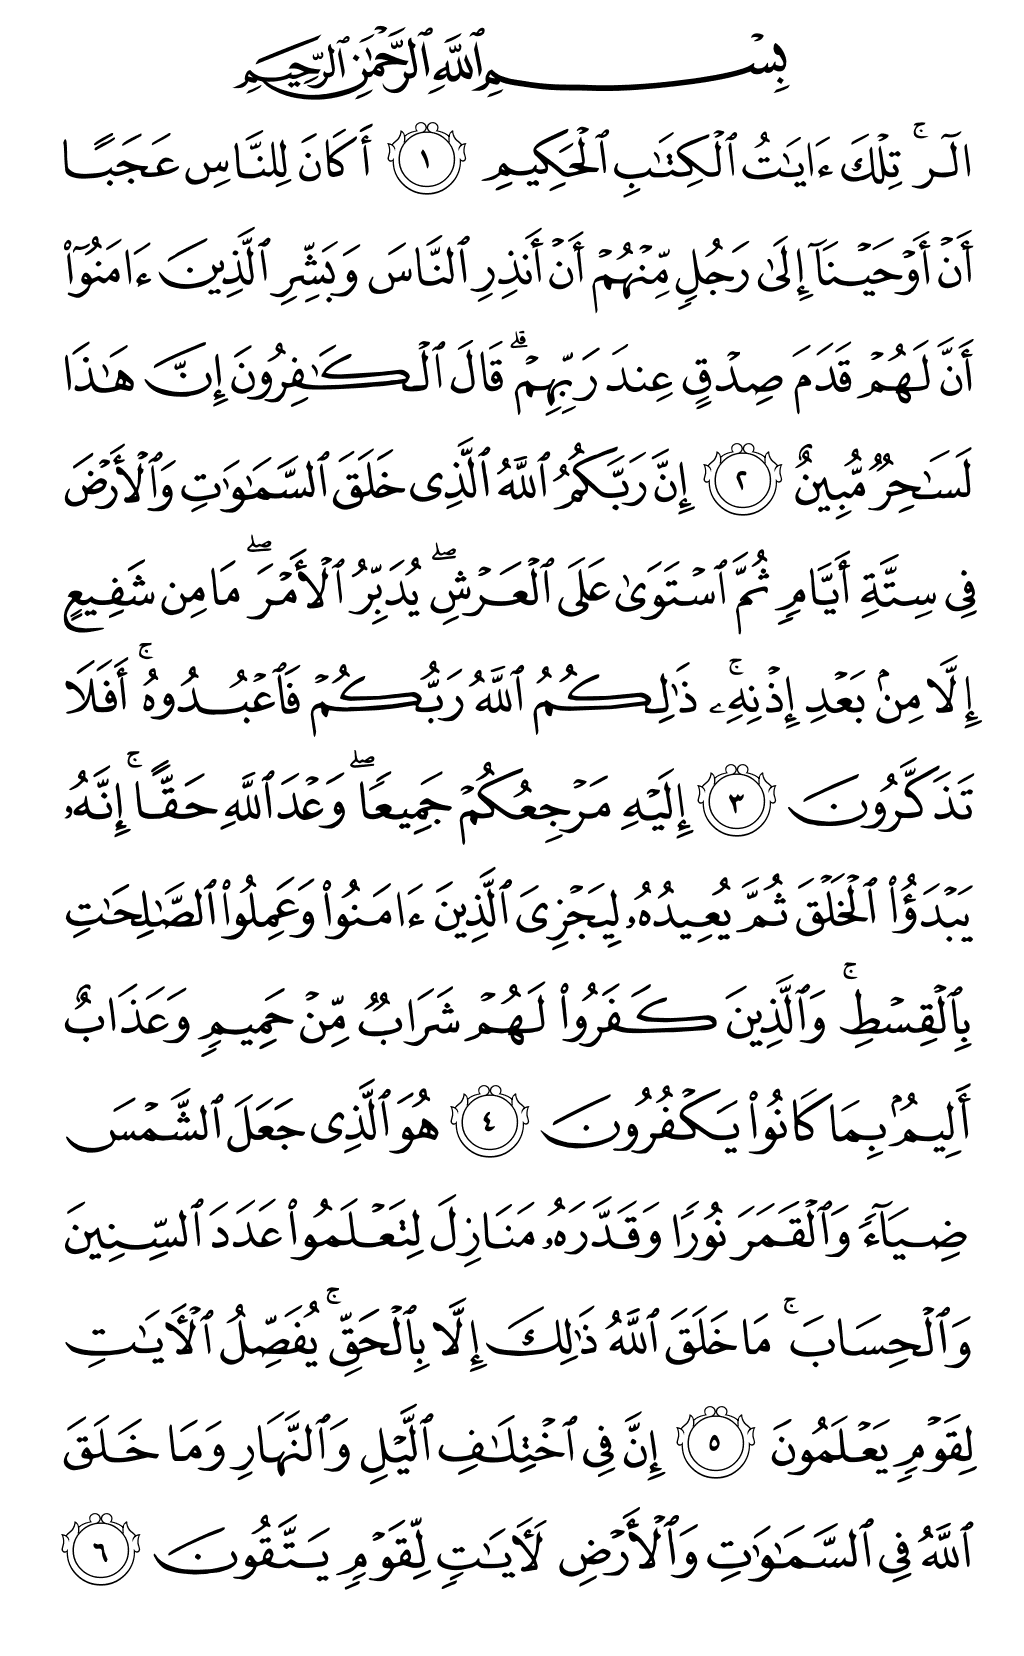 بِسْمِ ٱللَّهِ ٱلرَّحْمَٰنِ ٱلرَّحِيمِ
الٓر ۚ تِلْكَ ءَايَٰتُ ٱلْكِتَٰبِ ٱلْحَكِيمِ ١ أَكَانَ لِلنَّاسِ عَجَبًا
أَنْ أَوْحَيْنَآ إِلَىٰ رَجُلٍ مِّنْهُمْ أَنْ أَنذِرِ ٱلنَّاسَ وَبَشِّرِ ٱلَّذِينَ ءَامَنُوٓا۟
أَنَّ لَهُمْ قَدَمَ صِدْقٍ عِندَ رَبِّهِمْ ۗ قَالَ ٱلْكَٰفِرُونَ إِنَّ هَٰذَا
لَسَٰحِرٌ مُّبِينٌ ٢ إِنَّ رَبَّكُمُ ٱللَّهُ ٱلَّذِى خَلَقَ ٱلسَّمَٰوَٰتِ وَٱلْأَرْضَ
فِى سِتَّةِ أَيَّامٍ ثُمَّ ٱسْتَوَىٰ عَلَى ٱلْعَرْشِ ۖ يُدَبِّرُ ٱلْأَمْرَ ۖ مَا مِن شَفِيعٍ
إِلَّا مِنۢ بَعْدِ إِذْنِهِۦ ۚ ذَٰلِكُمُ ٱللَّهُ رَبُّكُمْ فَٱعْبُدُوهُ ۚ أَفَلَا
تَذَكَّرُونَ ٣ إِلَيْهِ مَرْجِعُكُمْ جَمِيعًا ۖ وَعْدَ ٱللَّهِ حَقًّا ۚ إِنَّهُۥ
يَبْدَؤُا۟ ٱلْخَلْقَ ثُمَّ يُعِيدُهُۥ لِيَجْزِىَ ٱلَّذِينَ ءَامَنُوا۟ وَعَمِلُوا۟ ٱلصَّٰلِحَٰتِ
بِٱلْقِسْطِ ۚ وَٱلَّذِينَ كَفَرُوا۟ لَهُمْ شَرَابٌ مِّنْ حَمِيمٍ وَعَذَابٌ
أَلِيمٌۢ بِمَا كَانُوا۟ يَكْفُرُونَ ٤ هُوَ ٱلَّذِى جَعَلَ ٱلشَّمْسَ
ضِيَآءً وَٱلْقَمَرَ نُورًا وَقَدَّرَهُۥ مَنَازِلَ لِتَعْلَمُوا۟ عَدَدَ ٱلسِّنِينَ
وَٱلْحِسَابَ ۚ مَا خَلَقَ ٱللَّهُ ذَٰلِكَ إِلَّا بِٱلْحَقِّ ۚ يُفَصِّلُ ٱلْءَايَٰتِ
لِقَوْمٍ يَعْلَمُونَ ٥ إِنَّ فِى ٱخْتِلَٰفِ ٱلَّيْلِ وَٱلنَّهَارِ وَمَا خَلَقَ
ٱللَّهُ فِى ٱلسَّمَٰوَٰتِ وَٱلْأَرْضِ لَءَايَٰتٍ لِّقَوْمٍ يَتَّقُونَ ٦